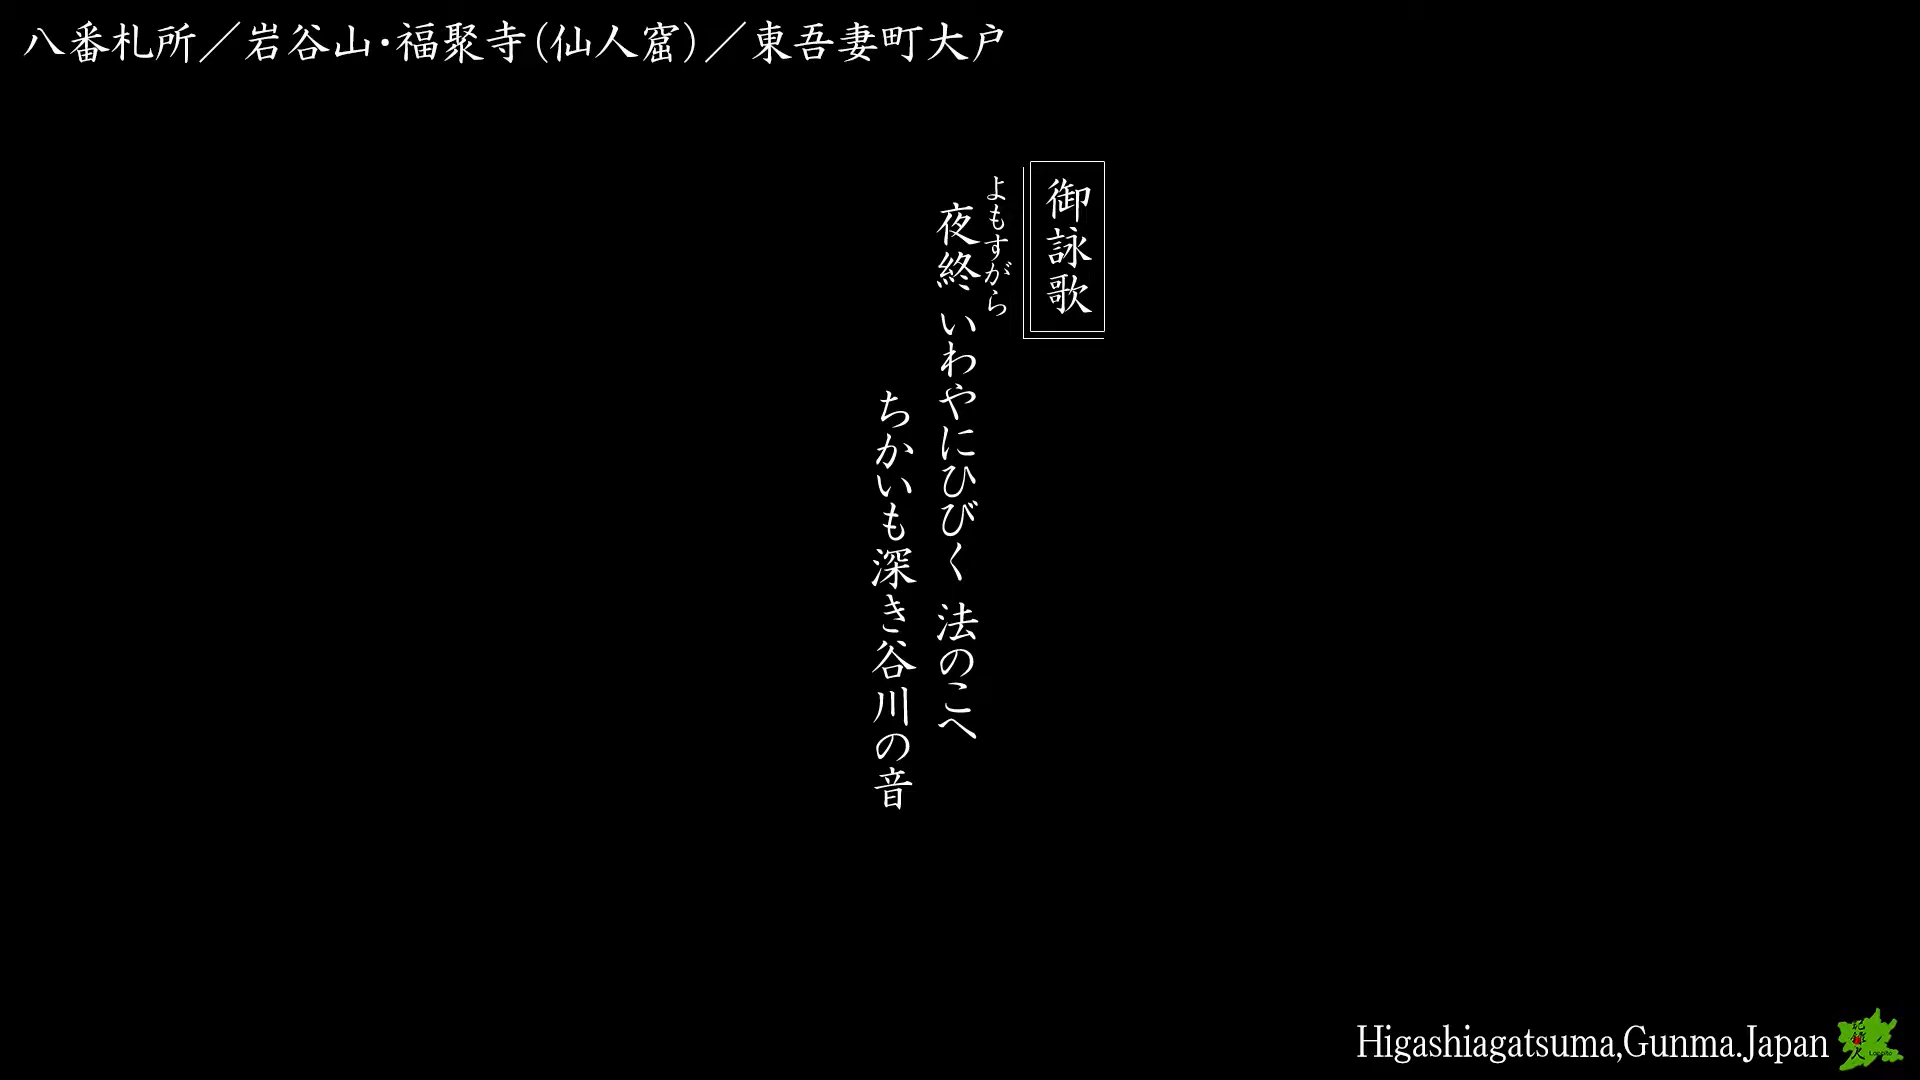 八番札所／岩谷山・福聚寺（仙人窟）／東吾妻町大戸
御詠歌
よもすがら
夜終 いわやにひびく 法のこへ
ちかいも深き谷川の音
Higashiagatsuma,Gunma.Japan